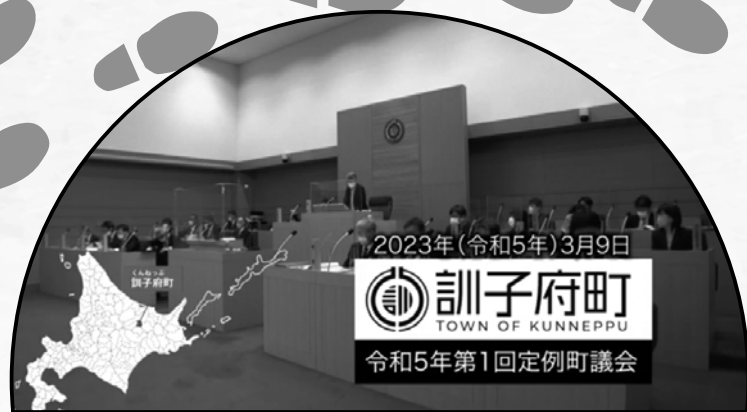 2023年(令和5年)3月9日
くんねっぷ
訓子府町
訓子府町
TOWN OF KUNNEPPU
令和5年第1回定例町議会